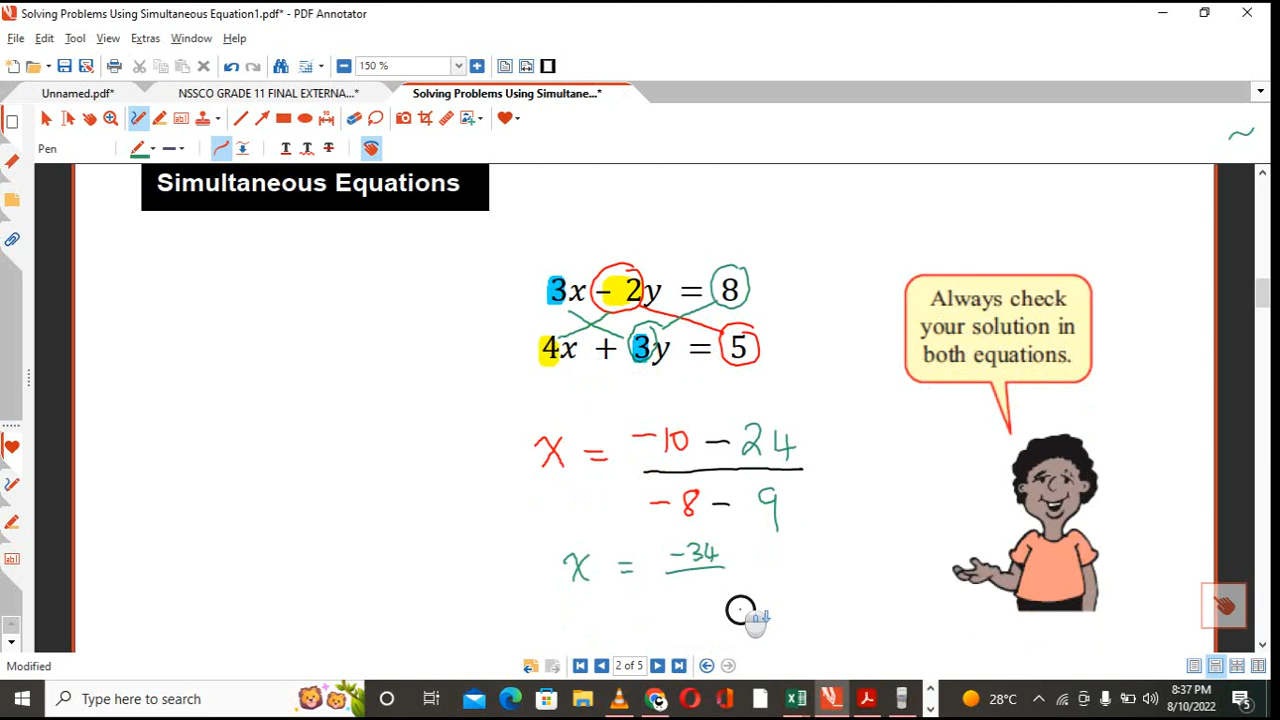 Solving Problems Using Simultaneous Equation1.pdf* - PDF Annotator
File Edit Tool View Extras Window Help
150 %
Unnamed.pdf* NSSCO GRADE 11 FINAL EXTERNA...* Solving Problems Using Simultane...*
Pen
Simultaneous Equations
3x − 2y = 8
4x + 3y = 5
Always check
your solution in
both equations.
x = −10 − 24
−8 − 9
x = −34
2 of 5
Modified
Type here to search
28°C
8:37 PM
8/10/2022
5